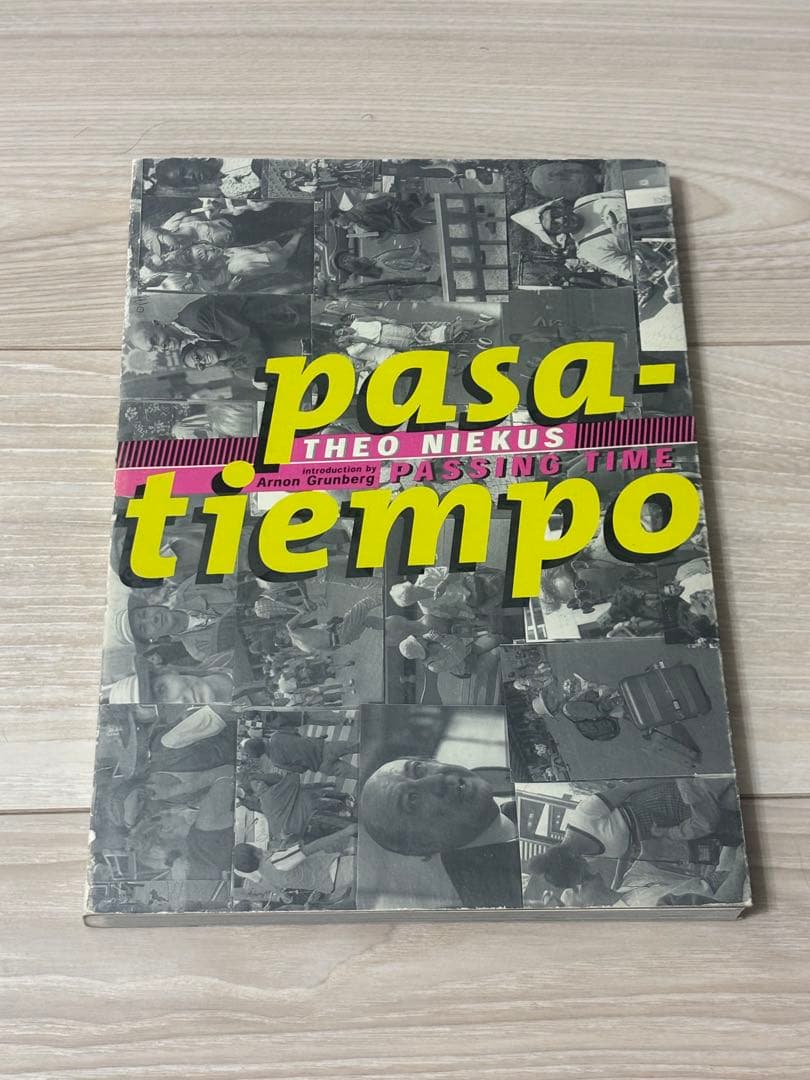 pasa-
THEO NIEKUS
introduction by
Arnon Grunberg
PASSING TIME
tiempo